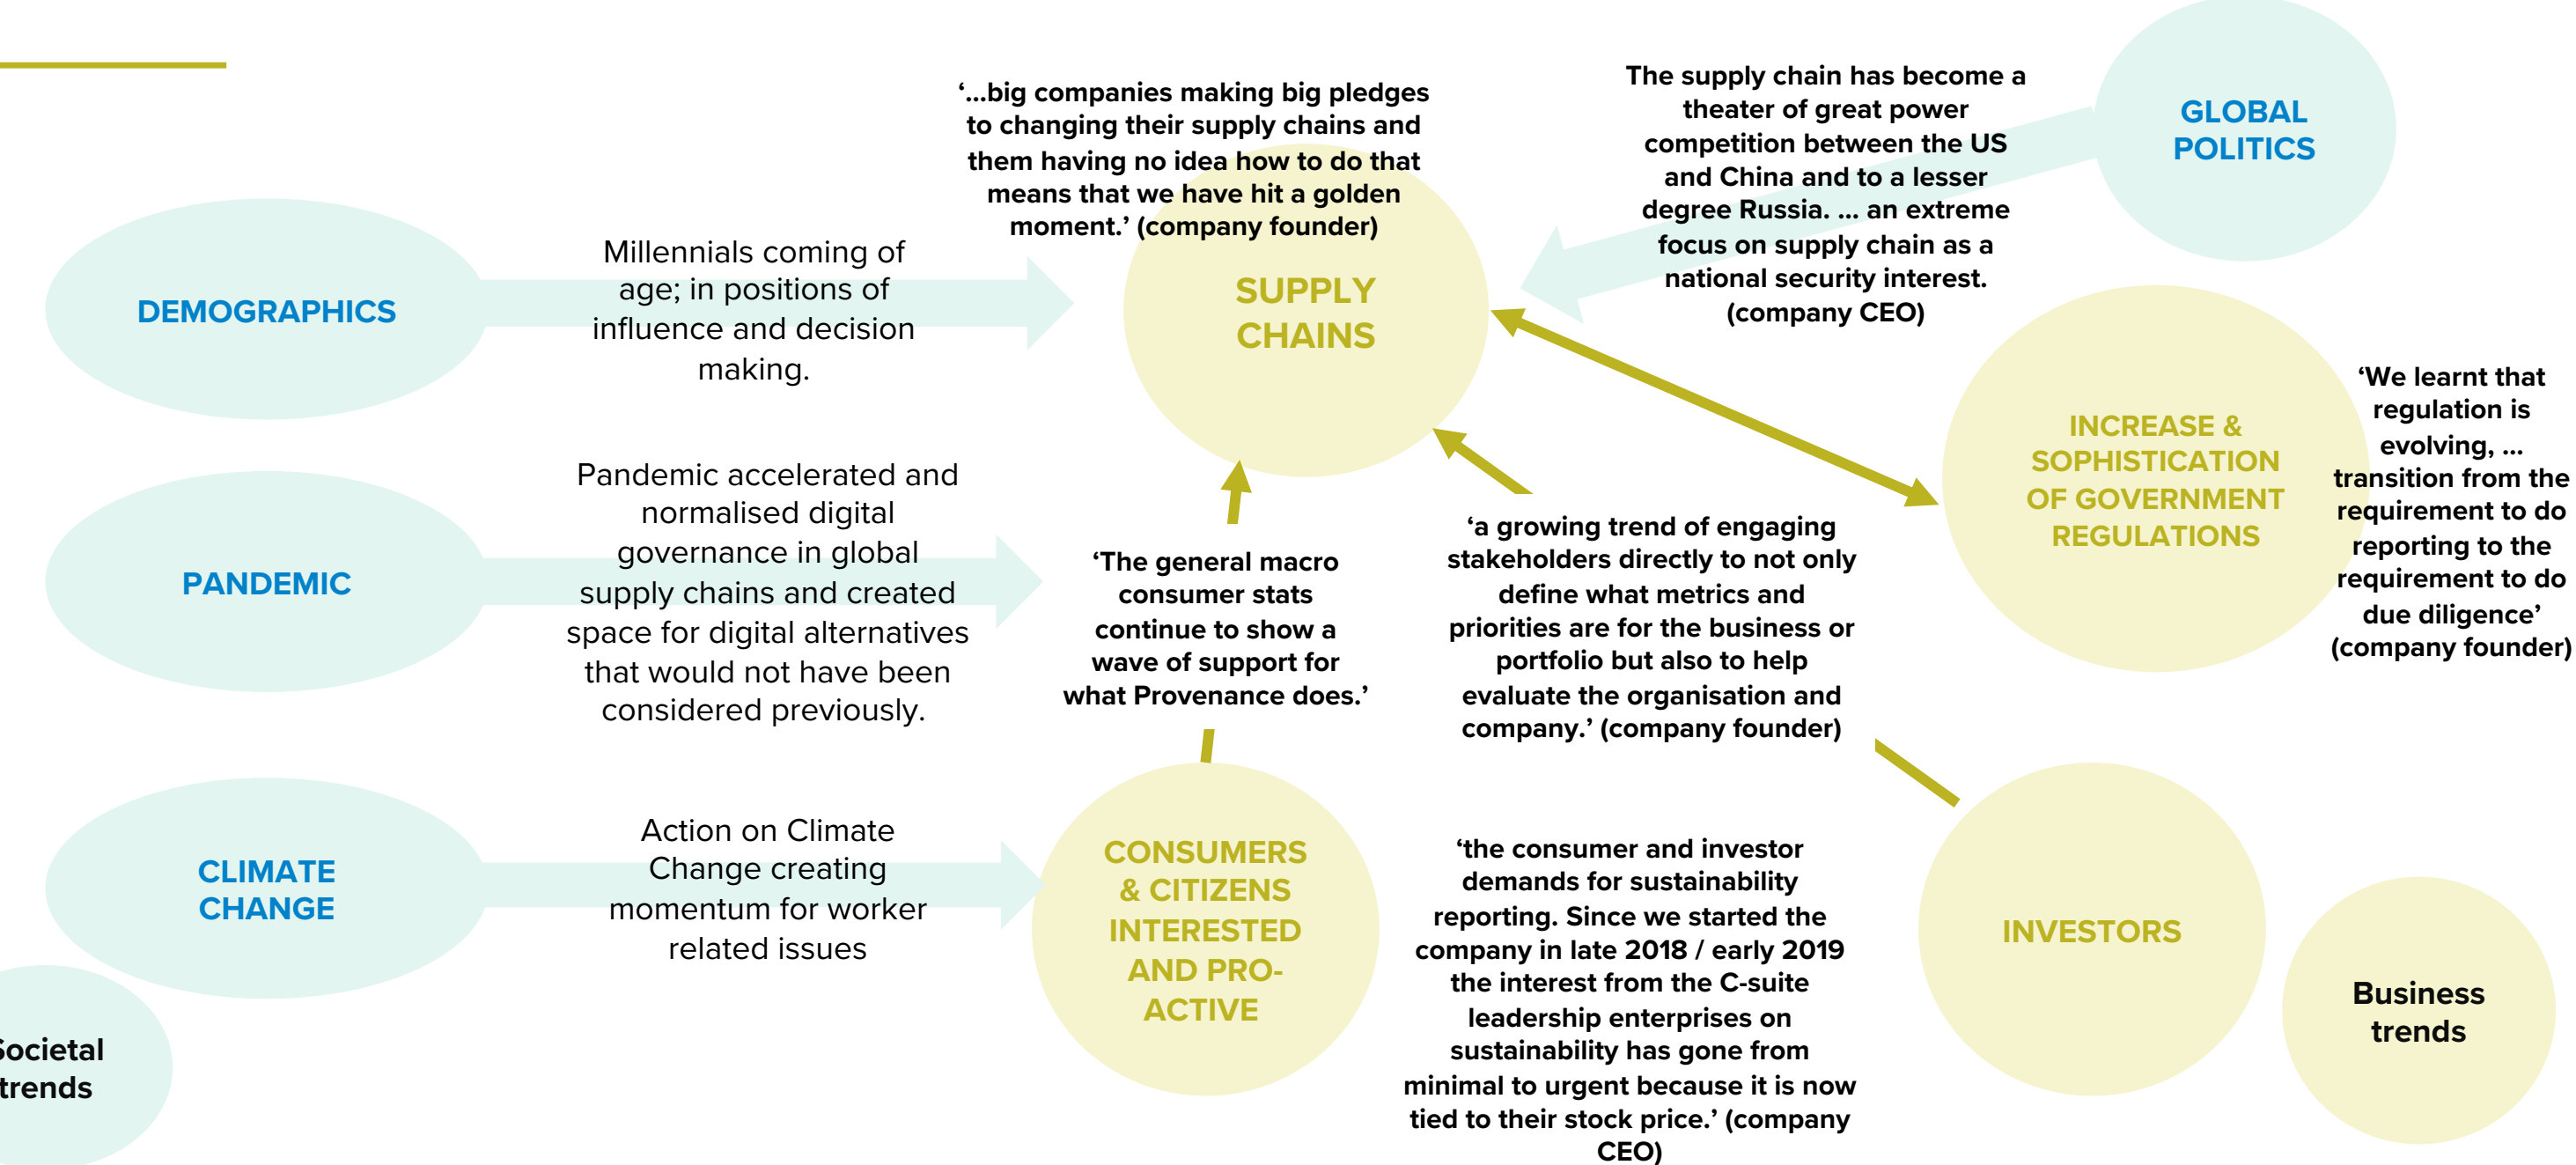 ‘...big companies making big pledges
to changing their supply chains and
them having no idea how to do that
means that we have hit a golden
moment.’ (company founder)
The supply chain has become a
theater of great power
competition between the US
and China and to a lesser
degree Russia. ... an extreme
focus on supply chain as a
national security interest.
(company CEO)
GLOBAL
POLITICS
DEMOGRAPHICS
Millennials coming of
age; in positions of
influence and decision
making.
SUPPLY
CHAINS
INCREASE &
SOPHISTICATION
OF GOVERNMENT
REGULATIONS
‘We learnt that
regulation is
evolving, ...
transition from the
requirement to do
reporting to the
requirement to do
due diligence’
(company founder)
PANDEMIC
Pandemic accelerated and
normalised digital
governance in global
supply chains and created
space for digital alternatives
that would not have been
considered previously.
‘The general macro
consumer stats
continue to show a
wave of support for
what Provenance does.’
‘a growing trend of engaging
stakeholders directly to not only
define what metrics and
priorities are for the business or
portfolio but also to help
evaluate the organisation and
company.’ (company founder)
CLIMATE
CHANGE
Action on Climate
Change creating
momentum for worker
related issues
CONSUMERS
& CITIZENS
INTERESTED
AND PRO-
ACTIVE
‘the consumer and investor
demands for sustainability
reporting. Since we started the
company in late 2018 / early 2019
the interest from the C-suite
leadership enterprises on
sustainability has gone from
minimal to urgent because it is now
tied to their stock price.’ (company
CEO)
INVESTORS
Business
trends
Societal
trends